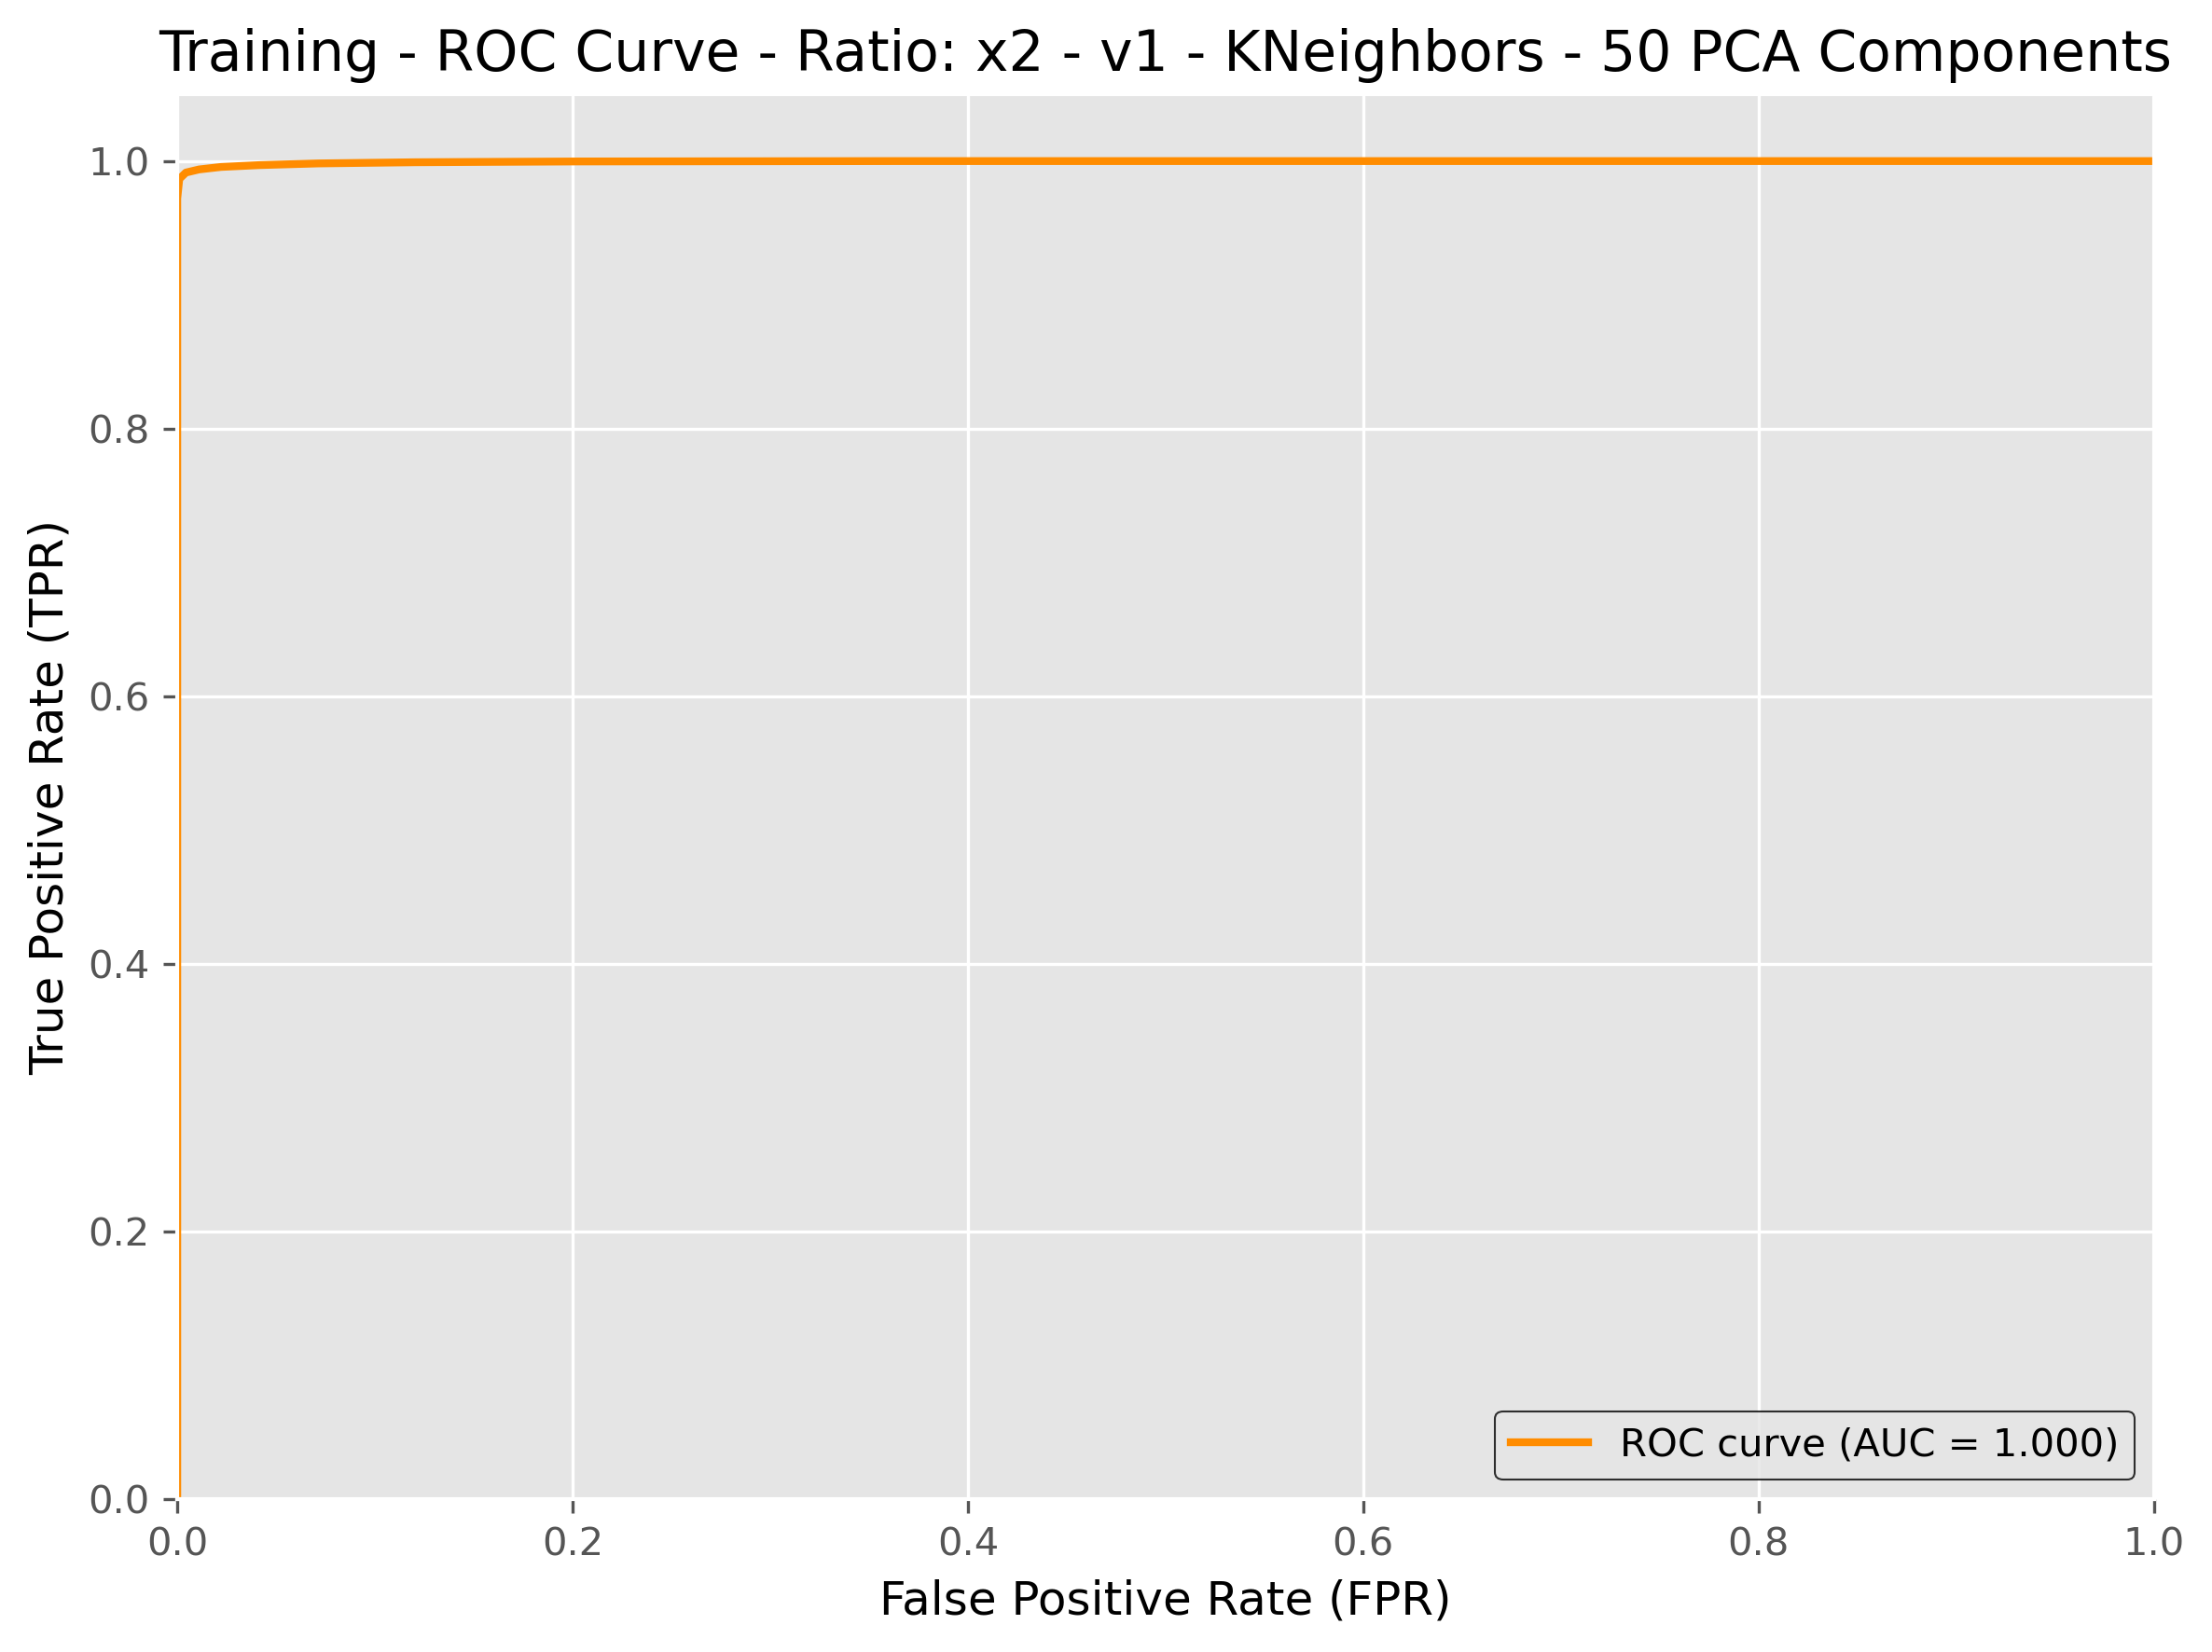 Training - ROC Curve - Ratio: x2 - v1 - KNeighbors - 50 PCA Components
True Positive Rate (TPR)
1.0
0.8
0.6
0.4
0.2
0.0
ROC curve (AUC = 1.000)
0.0 0.2 0.4 0.6 0.8 1.0
False Positive Rate (FPR)